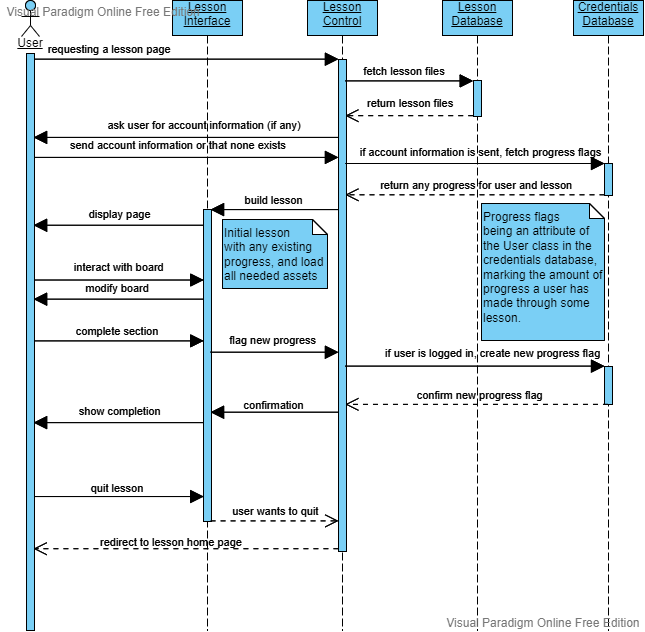 Visual Paradigm Online Free Edition
User
Lesson
Interface
Lesson
Control
Lesson
Database
Credentials
Database
requesting a lesson page
fetch lesson files
return lesson files
ask user for account information (if any)
send account information or that none exists
if account information is sent, fetch progress flags
return any progress for user and lesson
build lesson
display page
Initial lesson
with any existing
progress, and load
all needed assets
Progress flags
being an attribute of
the User class in the
credentials database,
marking the amount of
progress a user has
made through some
lesson.
interact with board
modify board
complete section
flag new progress
if user is logged in, create new progress flag
confirm new progress flag
confirmation
show completion
quit lesson
user wants to quit
redirect to lesson home page
Visual Paradigm Online Free Edition